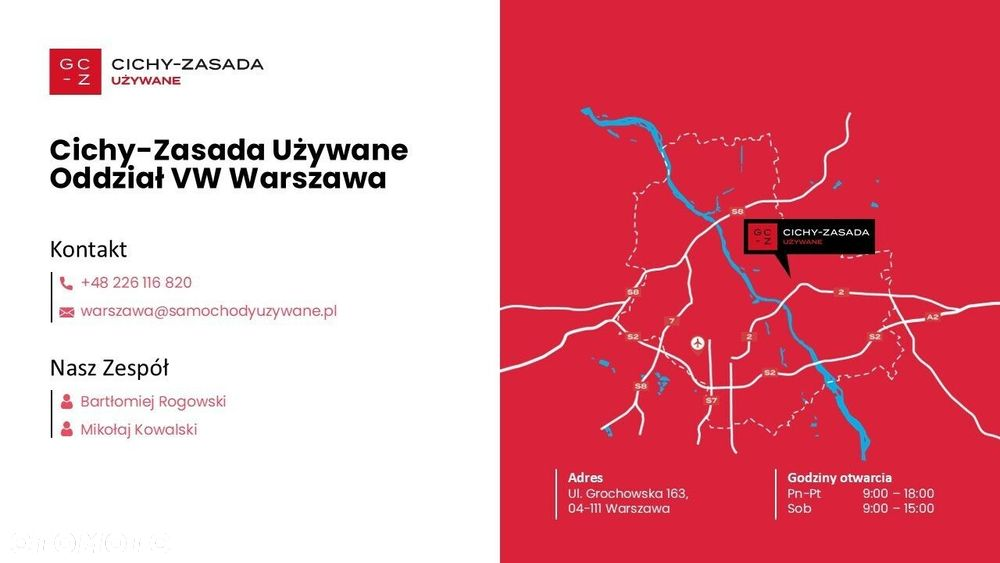 GC
-Z
CICHY-ZASADA
UŻYWANE
Cichy-Zasada Używane
Oddział VW Warszawa
Kontakt
+48 226 116 820
warszawa@samochodyuzywane.pl
Nasz Zespół
Bartłomiej Rogowski
Mikołaj Kowalski
OTOMOTO
S8
GC
-Z
CICHY-ZASADA
UŻYWANE
S8
2
7
A2
S2
2
S2
S2
S8
S7
Adres
Ul. Grochowska 163,
04-111 Warszawa
Godziny otwarcia
Pn-Pt 9:00 – 18:00
Sob 9:00 – 15:00